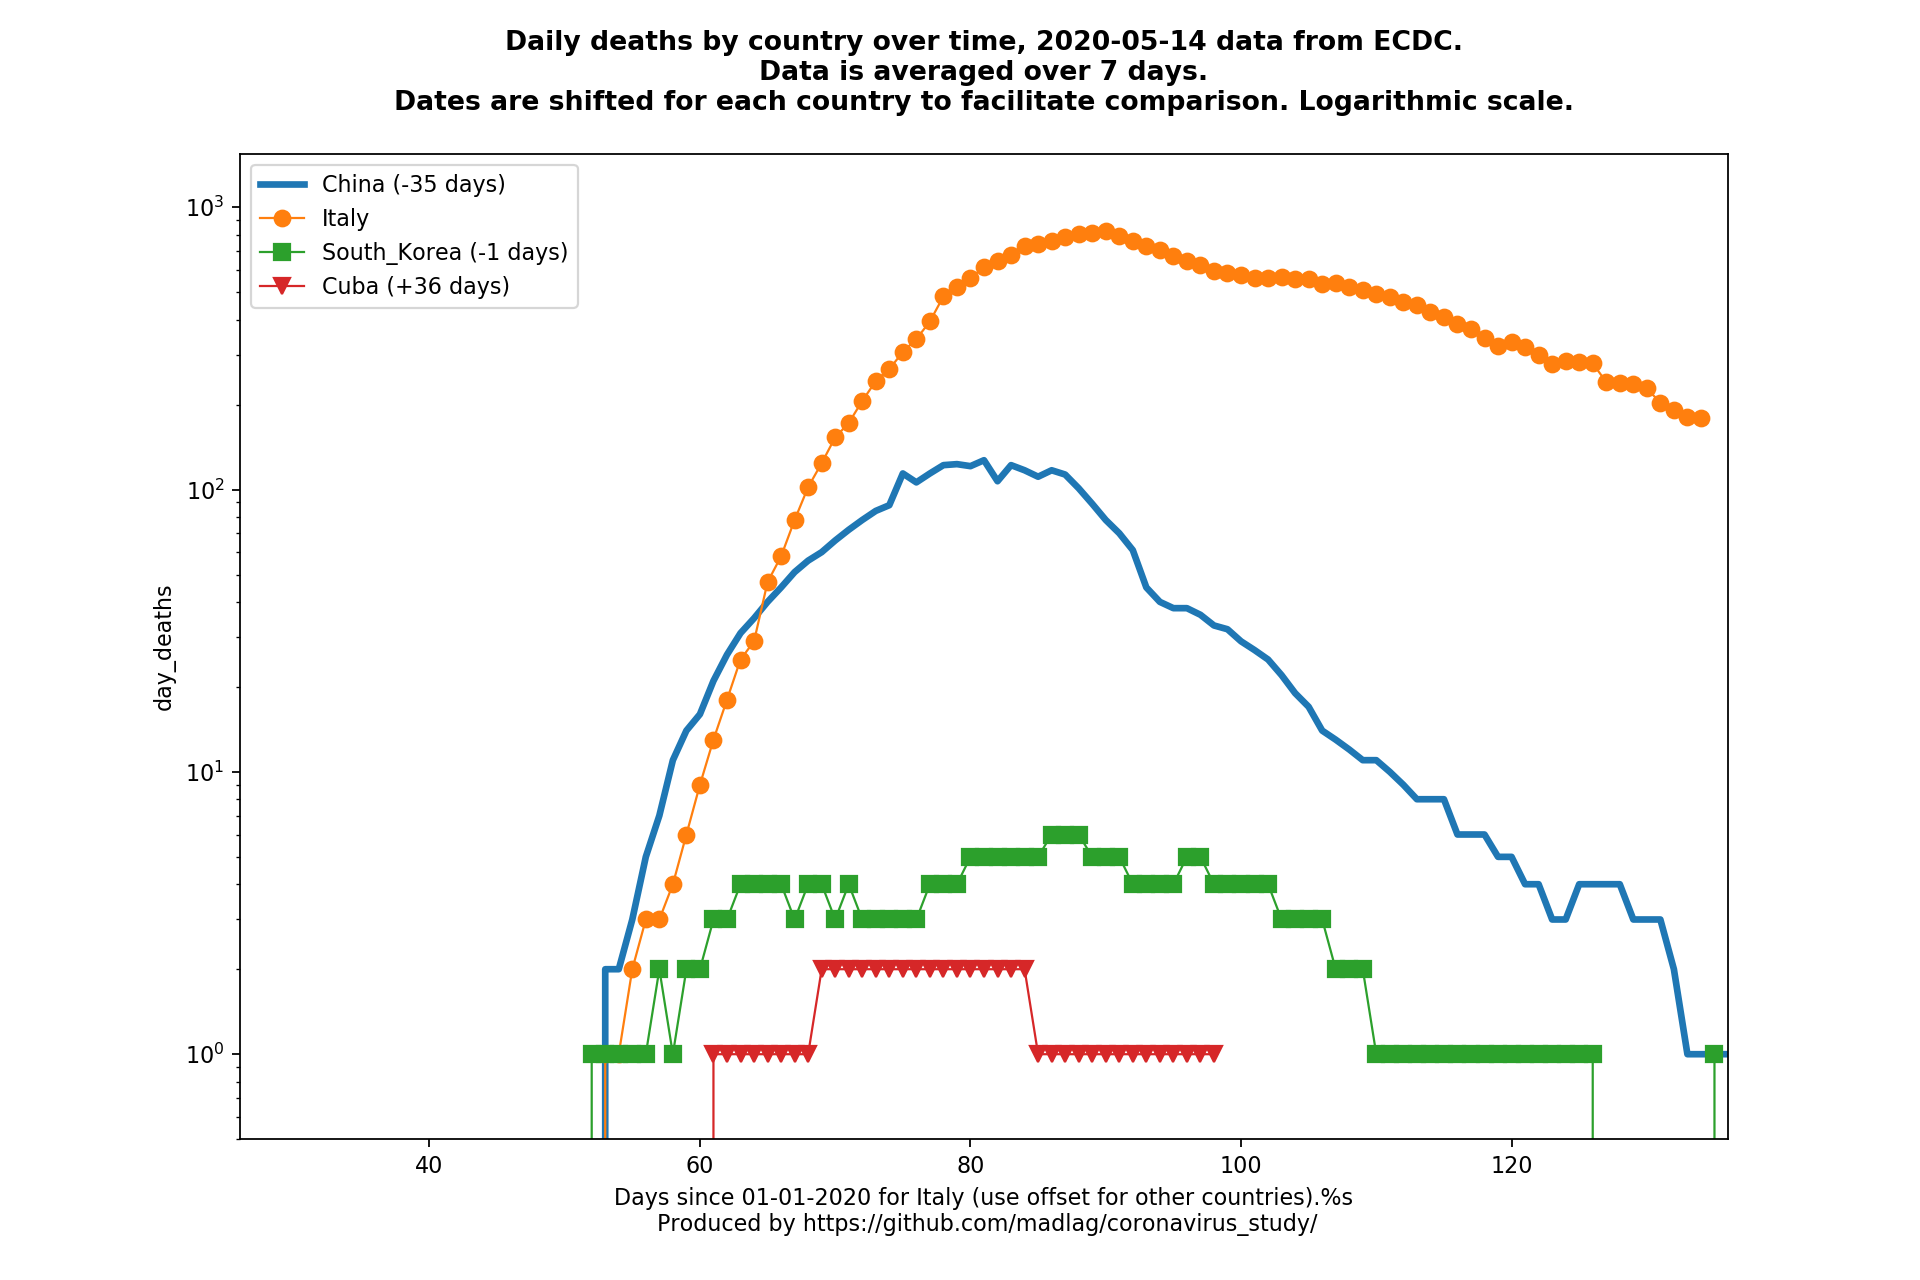 Daily deaths by country over time, 2020-05-14 data from ECDC.
Data is averaged over 7 days.
Dates are shifted for each country to facilitate comparison. Logarithmic scale.
China (-35 days)
Italy
South_Korea (-1 days)
Cuba (+36 days)
10³
10²
10¹
10⁰
day_deaths
40 60 80 100 120
Days since 01-01-2020 for Italy (use offset for other countries).%s
Produced by https://github.com/madlag/coronavirus_study/